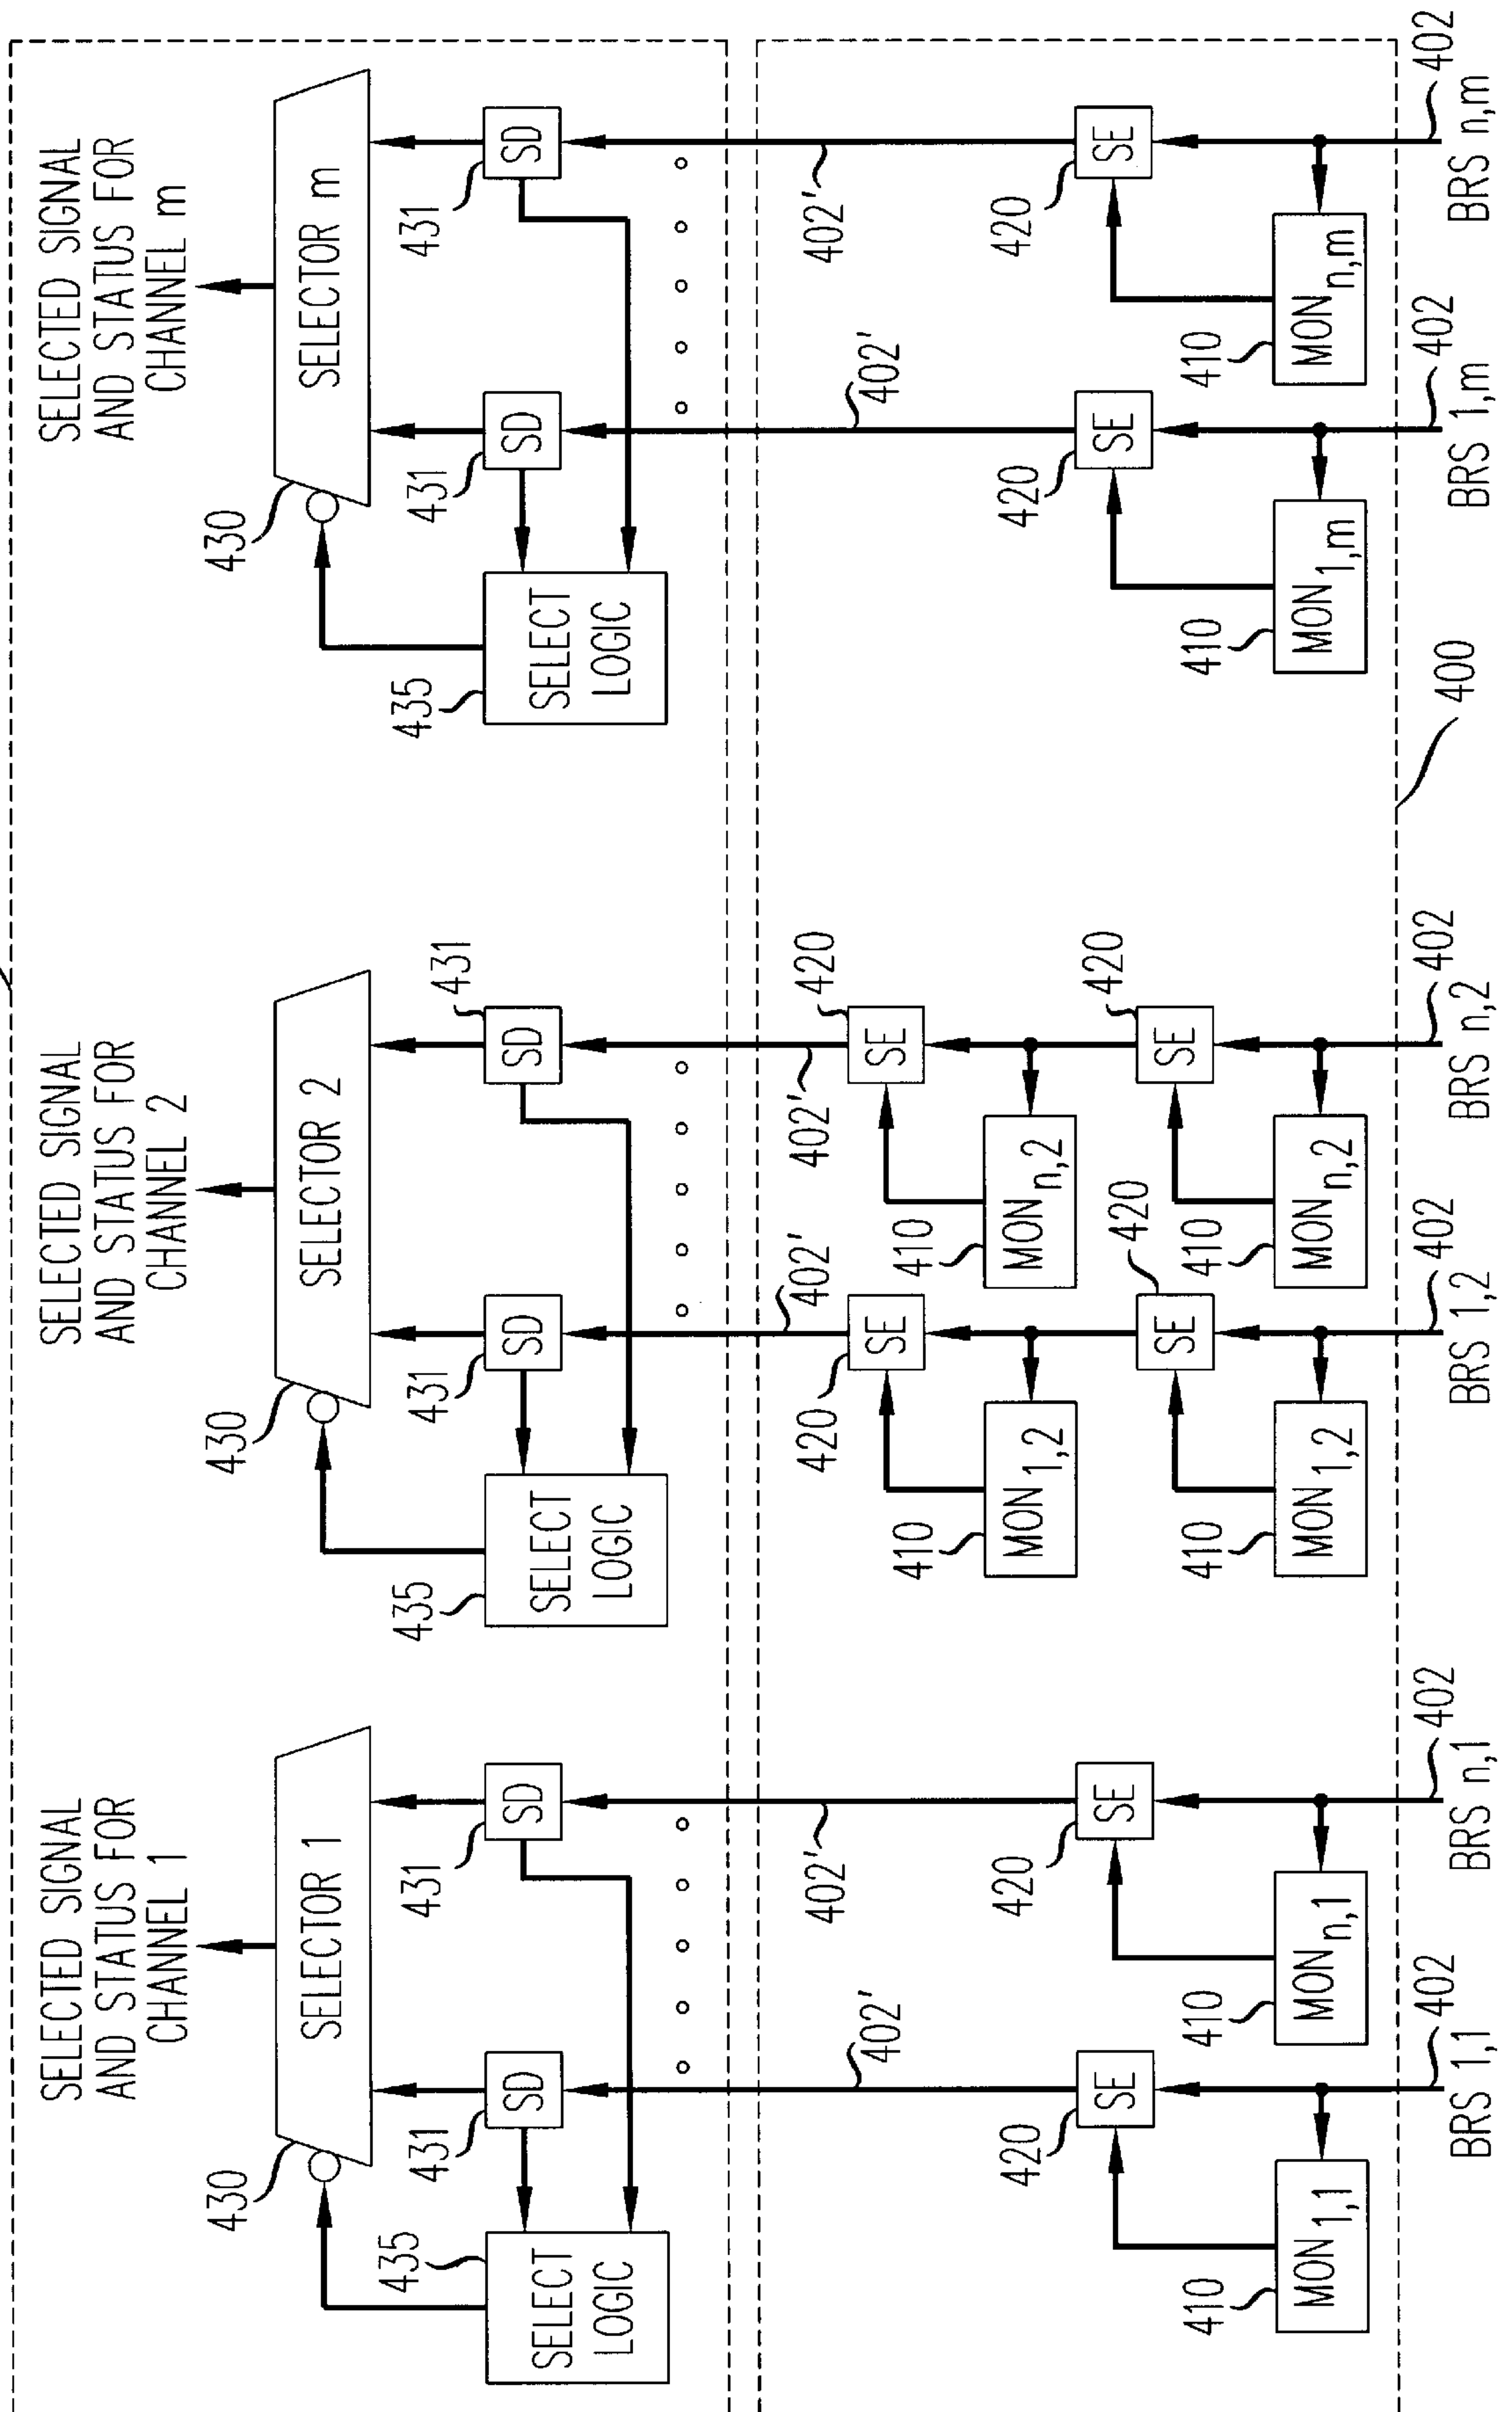 SELECTED SIGNAL
AND STATUS FOR
CHANNEL 1
SELECTED SIGNAL
AND STATUS FOR
CHANNEL 2
SELECTED SIGNAL
AND STATUS FOR
CHANNEL m
430
SELECTOR 1
430
SELECTOR 2
430
SELECTOR m
435
SELECT
LOGIC
431
SD
431
SD
435
SELECT
LOGIC
431
SD
431
SD
435
SELECT
LOGIC
431
SD
431
SD
402'
402'
402'
402'
402'
402'
420
SE
420
SE
410
MON1,2
410
MONn,2
420
SE
420
SE
420
SE
420
SE
420
SE
420
SE
410
MON1,1
410
MONn,1
410
MON1,2
410
MONn,2
410
MON1,m
410
MONn,m
400
402
402
402
402
402
402
BRS 1,1
BRS n,1
BRS 1,2
BRS n,2
BRS 1,m
BRS n,m